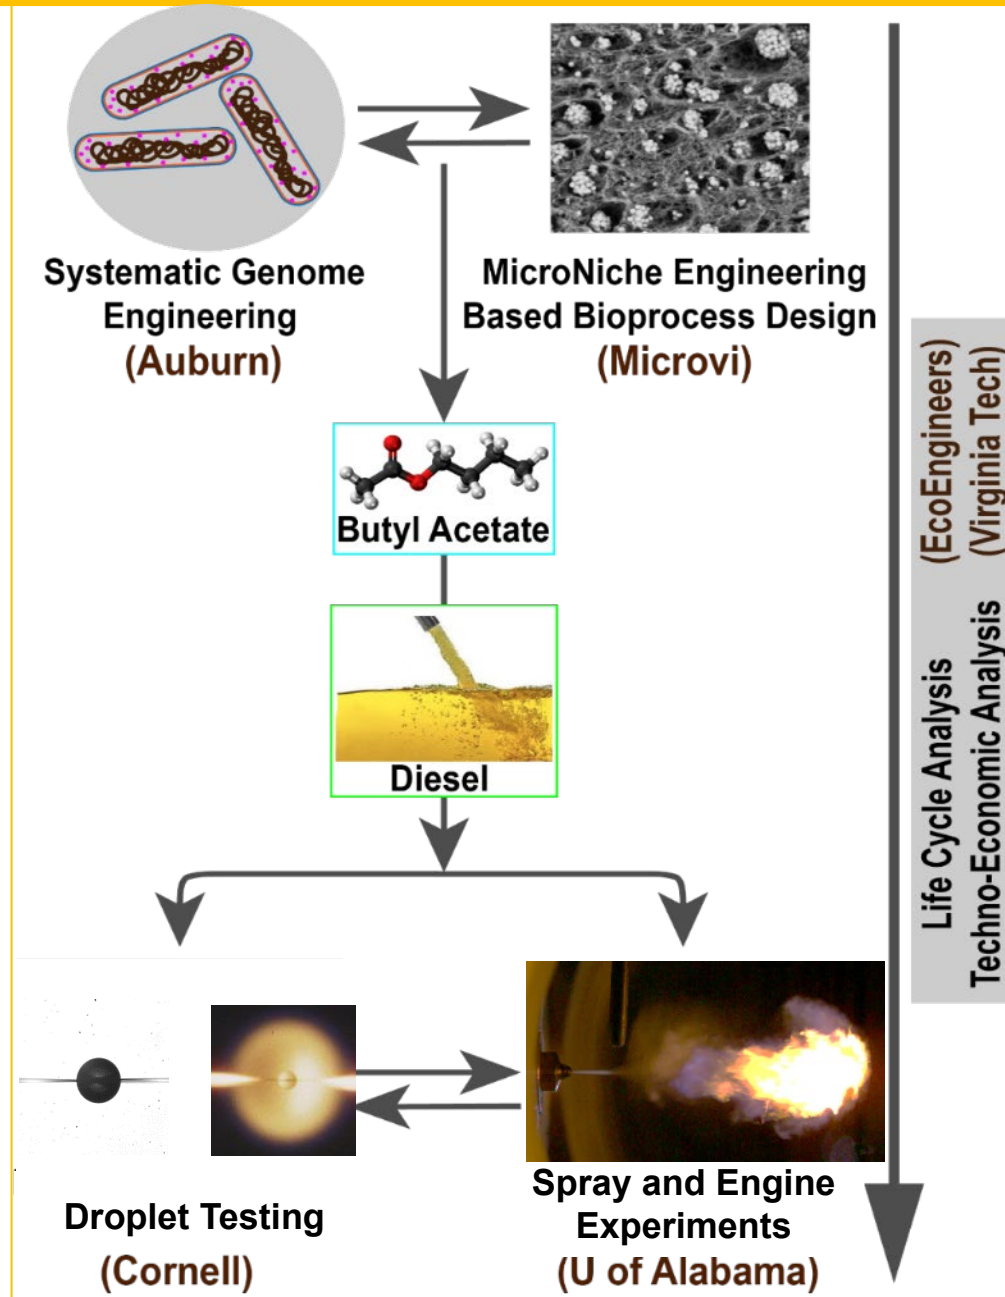 Systematic Genome
Engineering
(Auburn)
MicroNiche Engineering
Based Bioprocess Design
(Microvi)
Butyl Acetate
Diesel
Life Cycle Analysis (EcoEngineers)
Techno-Economic Analysis (Virginia Tech)
Droplet Testing
(Cornell)
Spray and Engine
Experiments
(U of Alabama)